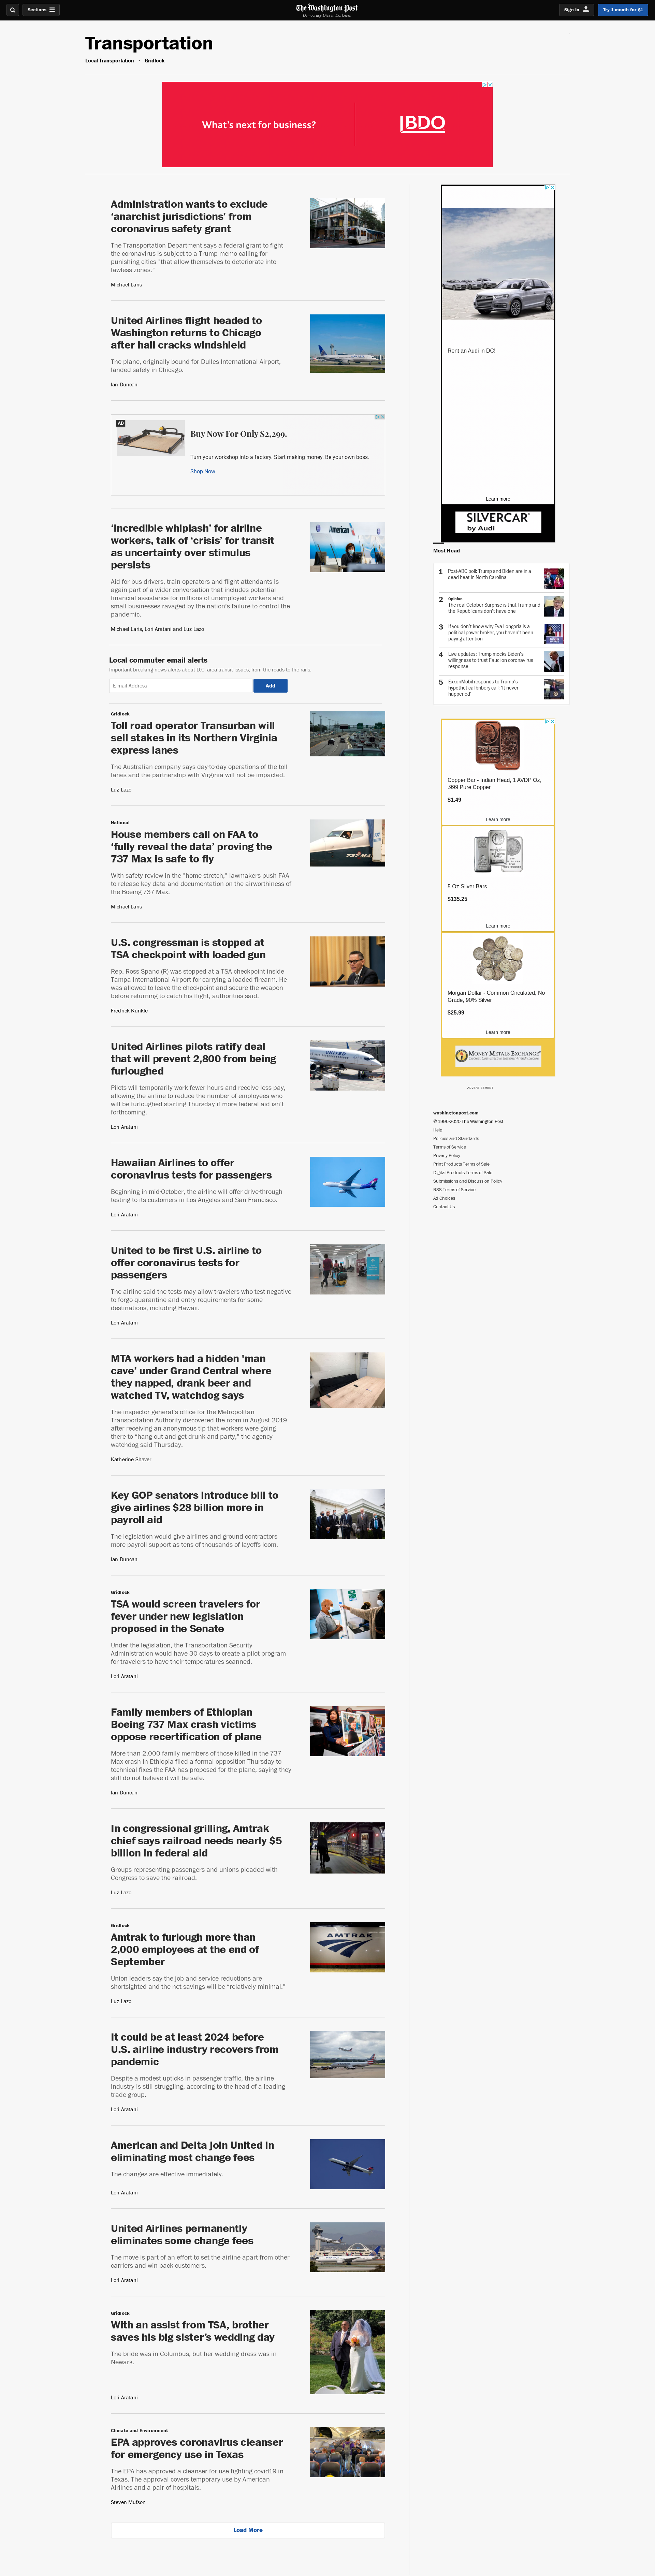 Sections
The Washington Post
Democracy Dies in Darkness
Sign In
Try 1 month for $1
Transportation
Local Transportation
Gridlock
What's next for business?
BDO
Administration wants to exclude
‘anarchist jurisdictions’ from
coronavirus safety grant
The Transportation Department says a federal grant to fight
the coronavirus is subject to a Trump memo calling for
punishing cities "that allow themselves to deteriorate into
lawless zones."
Michael Laris
United Airlines flight headed to
Washington returns to Chicago
after hail cracks windshield
The plane, originally bound for Dulles International Airport,
landed safely in Chicago.
Ian Duncan
AD
Buy Now For Only $2,299.
Turn your workshop into a factory. Start making money. Be your own boss.
Shop Now
‘Incredible whiplash’ for airline
workers, talk of ‘crisis’ for transit
as uncertainty over stimulus
persists
Aid for bus drivers, train operators and flight attendants is
again part of a wider conversation that includes potential
financial assistance for millions of unemployed workers and
small businesses ravaged by the nation’s failure to control the
pandemic.
Michael Laris, Lori Aratani and Luz Lazo
Local commuter email alerts
Important breaking news alerts about D.C.-area transit issues, from the roads to the rails.
E-mail Address
Add
Gridlock
Toll road operator Transurban will
sell stakes in its Northern Virginia
express lanes
The Australian company says day-to-day operations of the toll
lanes and the partnership with Virginia will not be impacted.
Luz Lazo
National
House members call on FAA to
‘fully reveal the data’ proving the
737 Max is safe to fly
With safety review in the "home stretch," lawmakers push FAA
to release key data and documentation on the airworthiness of
the Boeing 737 Max.
Michael Laris
U.S. congressman is stopped at
TSA checkpoint with loaded gun
Rep. Ross Spano (R) was stopped at a TSA checkpoint inside
Tampa International Airport for carrying a loaded firearm. He
was allowed to leave the checkpoint and secure the weapon
before returning to catch his flight, authorities said.
Fredrick Kunkle
United Airlines pilots ratify deal
that will prevent 2,800 from being
furloughed
Pilots will temporarily work fewer hours and receive less pay,
allowing the airline to reduce the number of employees who
will be furloughed starting Thursday if more federal aid isn't
forthcoming.
Lori Aratani
Hawaiian Airlines to offer
coronavirus tests for passengers
Beginning in mid-October, the airline will offer drive-through
testing to its customers in Los Angeles and San Francisco.
Lori Aratani
United to be first U.S. airline to
offer coronavirus tests for
passengers
The airline said the tests may allow travelers who test negative
to forgo quarantine and entry requirements for some
destinations, including Hawaii.
Lori Aratani
MTA workers had a hidden 'man
cave’ under Grand Central where
they napped, drank beer and
watched TV, watchdog says
The inspector general's office for the Metropolitan
Transportation Authority discovered the room in August 2019
after receiving an anonymous tip that workers were going
there to "hang out and get drunk and party," the agency
watchdog said Thursday.
Katherine Shaver
Key GOP senators introduce bill to
give airlines $28 billion more in
payroll aid
The legislation would give airlines and ground contractors
more payroll support as tens of thousands of layoffs loom.
Ian Duncan
Gridlock
TSA would screen travelers for
fever under new legislation
proposed in the Senate
Under the legislation, the Transportation Security
Administration would have 30 days to create a pilot program
for travelers to have their temperatures scanned.
Lori Aratani
Family members of Ethiopian
Boeing 737 Max crash victims
oppose recertification of plane
More than 2,000 family members of those killed in the 737
Max crash in Ethiopia filed a formal opposition Thursday to
technical fixes the FAA has proposed for the plane, saying they
still do not believe it will be safe.
Ian Duncan
In congressional grilling, Amtrak
chief says railroad needs nearly $5
billion in federal aid
Groups representing passengers and unions pleaded with
Congress to save the railroad.
Luz Lazo
Gridlock
Amtrak to furlough more than
2,000 employees at the end of
September
Union leaders say the job and service reductions are
shortsighted and the net savings will be "relatively minimal."
Luz Lazo
AMTRAK
It could be at least 2024 before
U.S. airline industry recovers from
pandemic
Despite a modest upticks in passenger traffic, the airline
industry is still struggling, according to the head of a leading
trade group.
Lori Aratani
American and Delta join United in
eliminating most change fees
The changes are effective immediately.
Lori Aratani
United Airlines permanently
eliminates some change fees
The move is part of an effort to set the airline apart from other
carriers and win back customers.
Lori Aratani
Gridlock
With an assist from TSA, brother
saves his big sister’s wedding day
The bride was in Columbus, but her wedding dress was in
Newark.
Lori Aratani
Climate and Environment
EPA approves coronavirus cleanser
for emergency use in Texas
The EPA has approved a cleanser for use fighting covid19 in
Texas. The approval covers temporary use by American
Airlines and a pair of hospitals.
Steven Mufson
Load More
Rent an Audi in DC!
Learn more
SILVERCAR
by Audi
Most Read
1
Post-ABC poll: Trump and Biden are in a
dead heat in North Carolina
2
Opinion
The real October Surprise is that Trump and
the Republicans don’t have one
3
If you don’t know why Eva Longoria is a
political power broker, you haven’t been
paying attention
4
Live updates: Trump mocks Biden’s
willingness to trust Fauci on coronavirus
response
5
ExxonMobil responds to Trump’s
hypothetical bribery call: ‘It never
happened’
Copper Bar - Indian Head, 1 AVDP Oz,
.999 Pure Copper
$1.49
Learn more
5 Oz Silver Bars
$135.25
Learn more
Morgan Dollar - Common Circulated, No
Grade, 90% Silver
$25.99
Learn more
MONEY METALS EXCHANGE
ADVERTISEMENT
washingtonpost.com
© 1996-2020 The Washington Post
Help
Policies and Standards
Terms of Service
Privacy Policy
Print Products Terms of Sale
Digital Products Terms of Sale
Submissions and Discussion Policy
RSS Terms of Service
Ad Choices
Contact Us